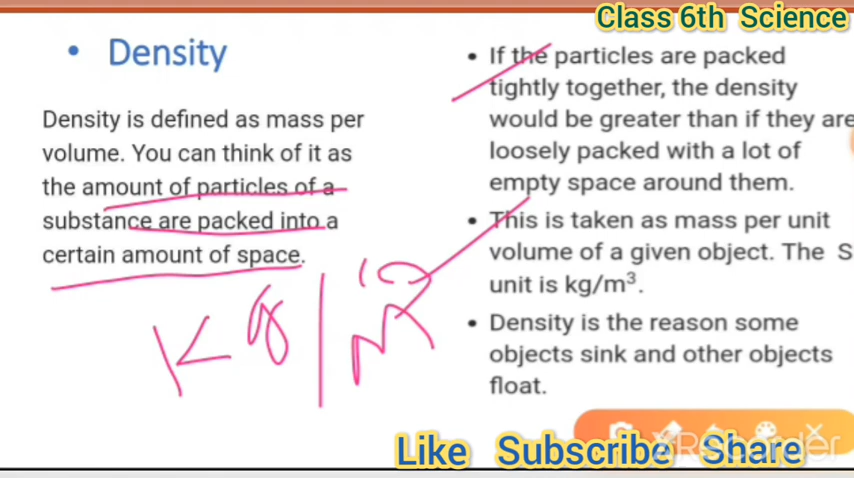 Class 6th Science
• Density
Density is defined as mass per
volume. You can think of it as
the amount of particles of a
substance are packed into a
certain amount of space.
Kg/m
• If the particles are packed
tightly together, the density
would be greater than if they are
loosely packed with a lot of
empty space around them.
• This is taken as mass per unit
volume of a given object. The S
unit is kg/m³.
• Density is the reason some
objects sink and other objects
float.
XRecorder
Like Subscribe Share